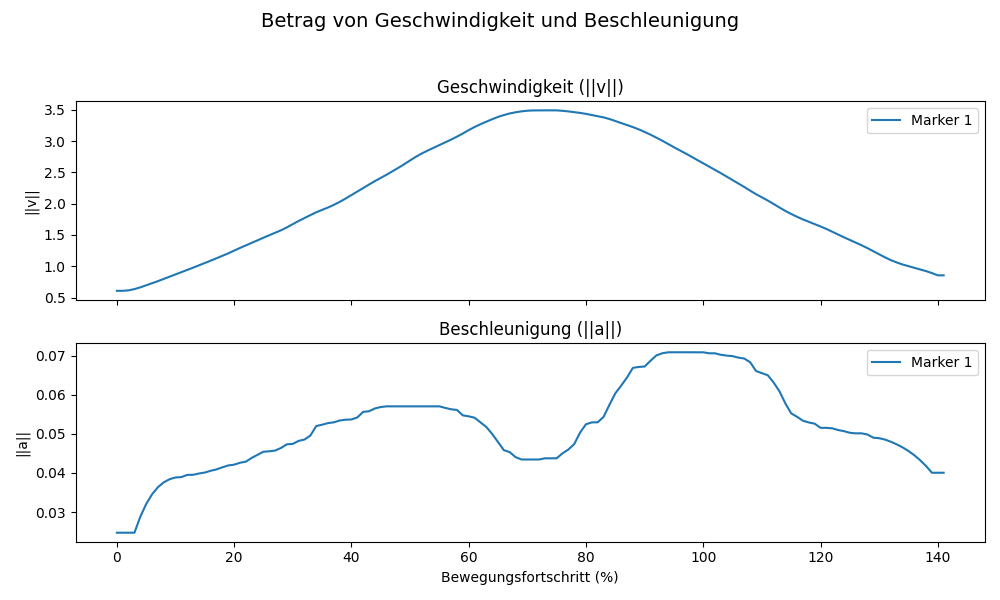 Betrag von Geschwindigkeit und Beschleunigung
Geschwindigkeit (||v||)
3.5
3.0
2.5
2.0
1.5
1.0
0.5
||v||
Marker 1
Beschleunigung (||a||)
0.07
0.06
0.05
0.04
0.03
||a||
Marker 1
0 20 40 60 80 100 120 140
Bewegungsfortschritt (%)